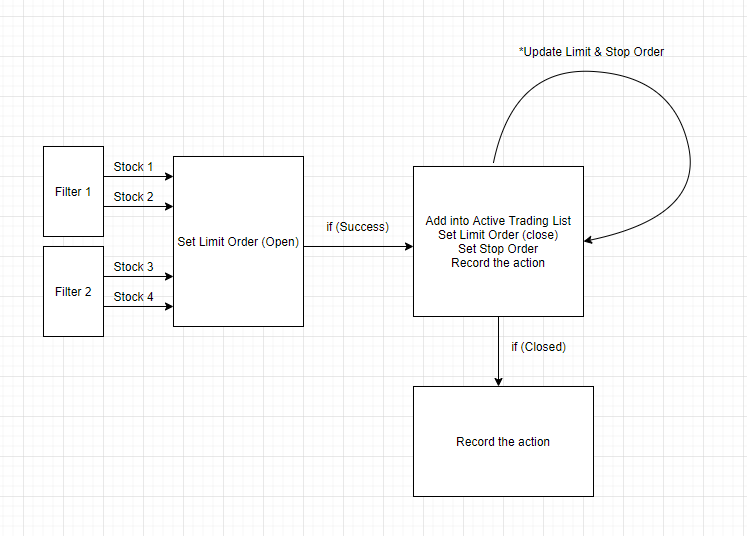 *Update Limit & Stop Order
Filter 1
Stock 1
Stock 2
Filter 2
Stock 3
Stock 4
Set Limit Order (Open)
if (Success)
Add into Active Trading List
Set Limit Order (close)
Set Stop Order
Record the action
if (Closed)
Record the action